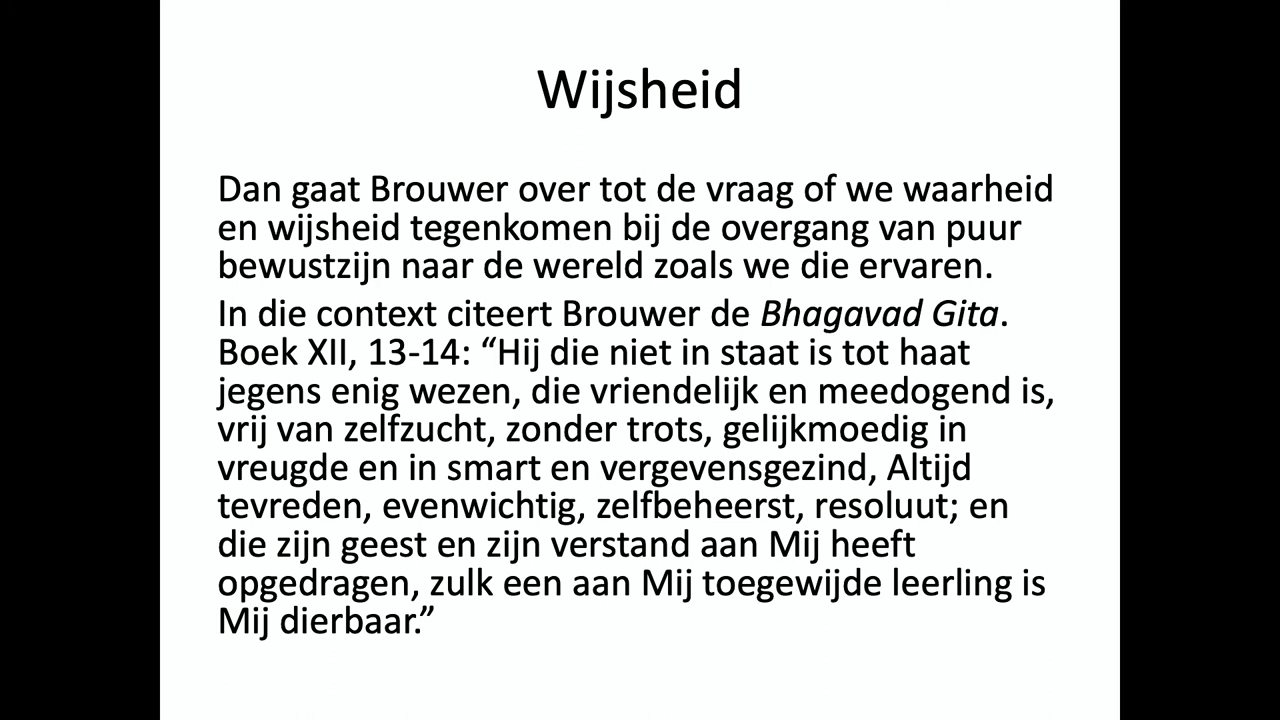 Wijsheid
Dan gaat Brouwer over tot de vraag of we waarheid
en wijsheid tegenkomen bij de overgang van puur
bewustzijn naar de wereld zoals we die ervaren.
In die context citeert Brouwer de Bhagavad Gita.
Boek XII, 13-14: “Hij die niet in staat is tot haat
jegens enig wezen, die vriendelijk en meedogend is,
vrij van zelfzucht, zonder trots, gelijkmoedig in
vreugde en in smart en vergevensgezind, Altijd
tevreden, evenwichtig, zelfbeheerst, resoluut; en
die zijn geest en zijn verstand aan Mij heeft
opgedragen, zulk een aan Mij toegewijde leerling is
Mij dierbaar.”